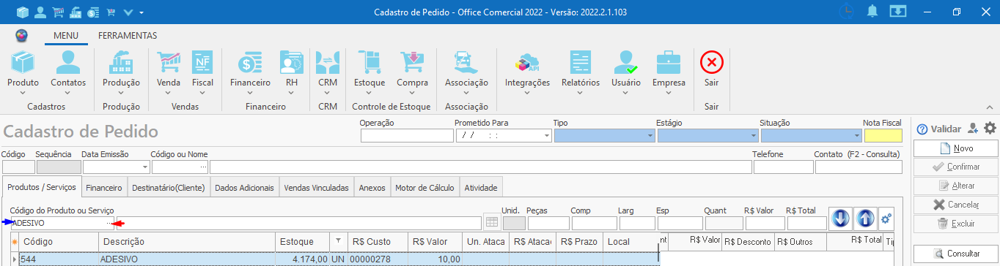 Cadastro de Pedido - Office Comercial 2022 - Versão: 2022.2.1.103
MENU FERRAMENTAS
NF API
Produto Contatos Produção Venda Fiscal Financeiro RH CRM Estoque Compra Associação Integrações Relatórios Usuário Empresa Sair
Cadastros Produção Vendas Financeiro CRM Controle de Estoque Associação Sair
Operação Prometido Para Tipo Estágio Situação Nota Fiscal
Cadastro de Pedido / / : : Validar
Novo
Código Sequência Data Emissão Código ou Nome Telefone Contato (F2 - Consulta)
... Confirmar
Produtos / Serviços Financeiro Destinatário(Cliente) Dados Adicionais Vendas Vinculadas Anexos Motor de Cálculo Atividade Alterar
Cancelar
Código do Produto ou Serviço Unid. Peças Comp Larg Esp Quant R$ Valor R$ Total
ADESIVO Excluir
Código Descrição Estoque R$ Custo R$ Valor Un. Ataca R$ Atacad R$ Prazo Local nt R$ Valor R$ Desconto R$ Outros R$ Total Tip
544 ADESIVO 4.174,00 UN 00000278 10,00 Consultar